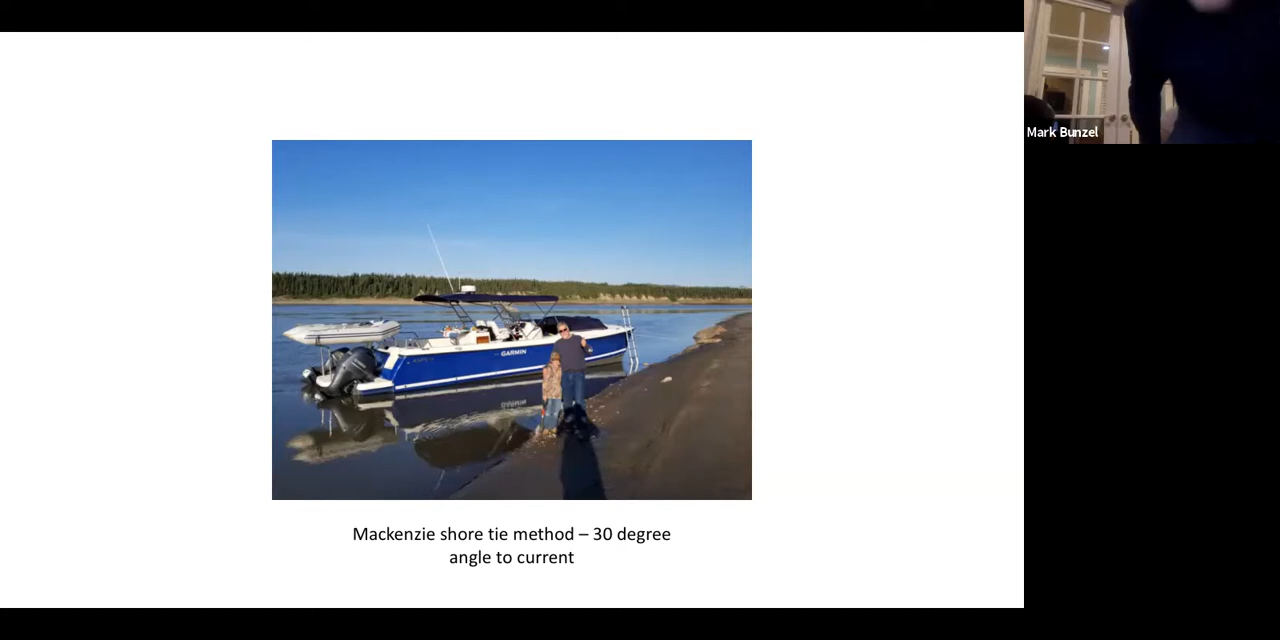 GARMIN
Mackenzie shore tie method – 30 degree
angle to current
Mark Bunzel